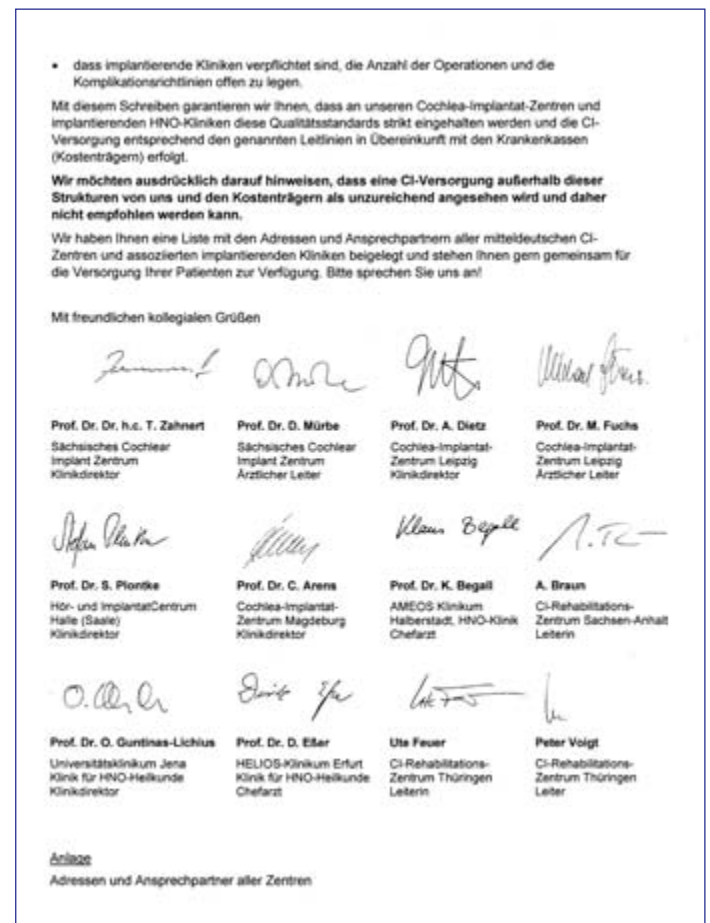 • dass implantierende Kliniken verpflichtet sind, die Anzahl der Operationen und die
Komplikationsrichtlinien offen zu legen.
Mit diesem Schreiben garantieren wir Ihnen, dass an unseren Cochlea-Implantat-Zentren und
implantierenden HNO-Kliniken diese Qualitätsstandards strikt eingehalten werden und die CI-
Versorgung entsprechend den genannten Leitlinien in Übereinkunft mit den Krankenkassen
(Kostenträgern) erfolgt.
Wir möchten ausdrücklich darauf hinweisen, dass eine CI-Versorgung außerhalb dieser
Strukturen von uns und den Kostenträgern als unzureichend angesehen wird und daher
nicht empfohlen werden kann.
Wir haben Ihnen eine Liste mit den Adressen und Ansprechpartnern aller mitteldeutschen CI-
Zentren und assoziierten implantierenden Kliniken beigelegt und stehen Ihnen gern gemeinsam für
die Versorgung Ihrer Patienten zur Verfügung. Bitte sprechen Sie uns an!
Mit freundlichen kollegialen Grüßen
Prof. Dr. Dr. h.c. T. Zahnert
Sächsisches Cochlear
Implant Zentrum
Klinikdirektor
Prof. Dr. D. Mürbe
Sächsisches Cochlear
Implant Zentrum
Ärztlicher Leiter
Prof. Dr. A. Dietz
Cochlea-Implantat-
Zentrum Leipzig
Klinikdirektor
Prof. Dr. M. Fuchs
Cochlea-Implantat-
Zentrum Leipzig
Ärztlicher Leiter
Klaus Begall
Prof. Dr. S. Plontke
Hör- und ImplantatCentrum
Halle (Saale)
Klinikdirektor
Prof. Dr. C. Arens
Cochlea-Implantat-
Zentrum Magdeburg
Klinikdirektor
Prof. Dr. K. Begall
AMEOS Klinikum
Halberstadt, HNO-Klinik
Chefarzt
A. Braun
CI-Rehabilitations-
Zentrum Sachsen-Anhalt
Leiterin
Prof. Dr. O. Guntinas-Lichius
Universitätsklinikum Jena
Klinik für HNO-Heilkunde
Klinikdirektor
Prof. Dr. D. Eßer
HELIOS-Klinikum Erfurt
Klinik für HNO-Heilkunde
Chefarzt
Ute Feuer
CI-Rehabilitations-
Zentrum Thüringen
Leiterin
Peter Voigt
CI-Rehabilitations-
Zentrum Thüringen
Leiter
Anlage
Adressen und Ansprechpartner aller Zentren